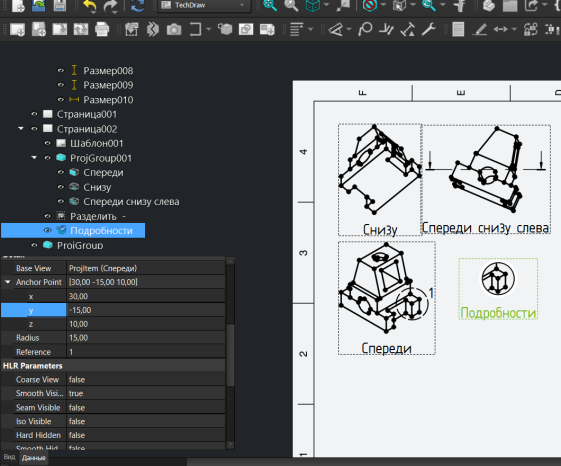 TechDraw
Размер008
Размер009
Размер010
Страница001
Страница002
Шаблон001
ProjGroup001
Спереди
Снизу
Спереди снизу слева
Разделить -
Подробности
ProjGroup
Detail
Base View ProjItem (Спереди)
Anchor Point [30,00 -15,00 10,00]
x 30,00
y -15,00
z 10,00
Radius 15,00
Reference 1
HLR Parameters
Coarse View false
Smooth Visi... true
Seam Visible false
Iso Visible false
Hard Hidden false
Smooth Hid... false
Вид Данные
F E D
4
3
2
1
Снизу
Спереди снизу слева
1
Спереди
Подробности